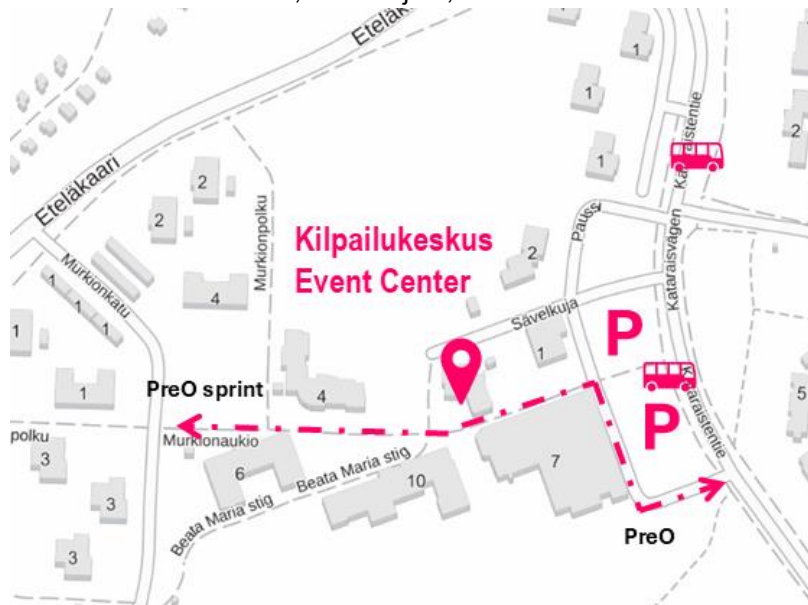 Eteläkaari
1
1
1
2
Kataraistentie
2
Eteläkaari
2
Murkionpolku
Paussi
Kilpailukeskus
Event Center
2
Murkionkatu
4
Kataraisvägen
Sävelkuja
P
1
1
1
1
1
1
PreO sprint
4
P
Kataraistentie
5
polku
Murkionaukio
3
6
Beata Maria stig
10
7
3
Beata Maria stig
PreO
3